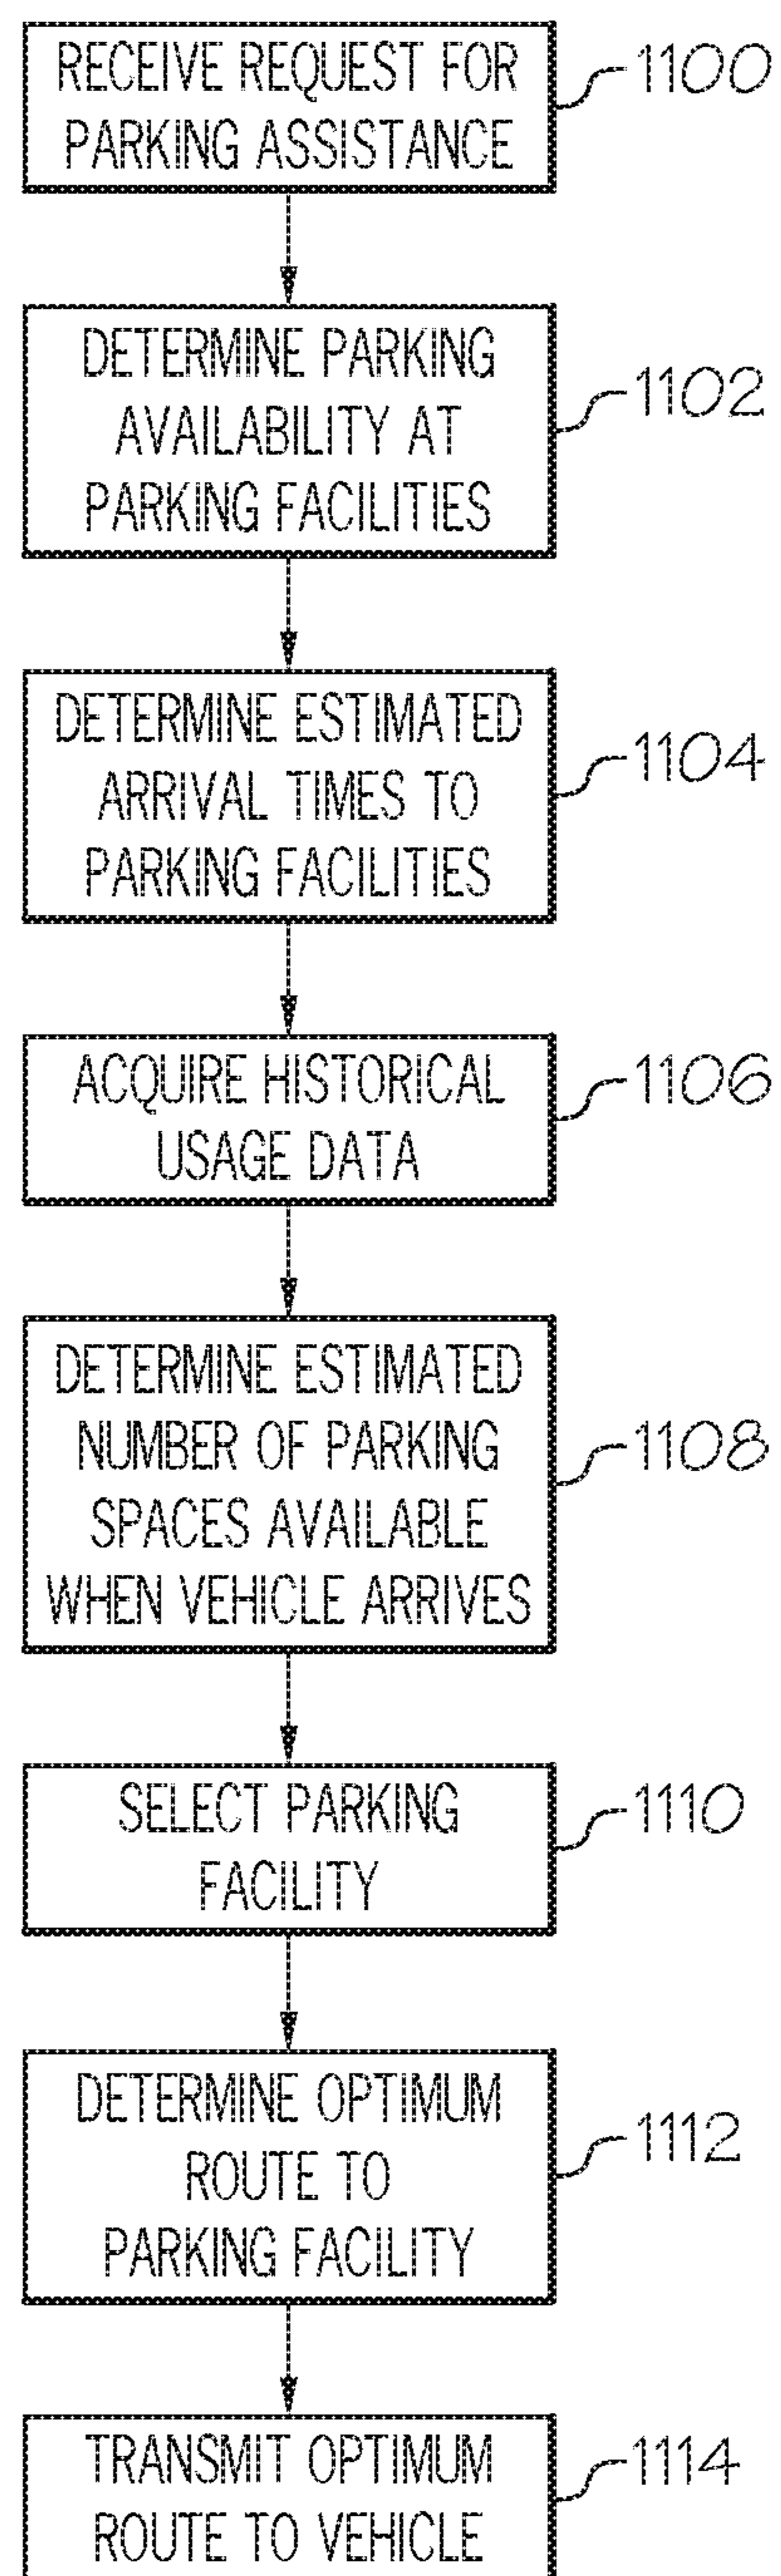 RECEIVE REQUEST FOR
PARKING ASSISTANCE
1100
DETERMINE PARKING
AVAILABILITY AT
PARKING FACILITIES
1102
DETERMINE ESTIMATED
ARRIVAL TIMES TO
PARKING FACILITIES
1104
ACQUIRE HISTORICAL
USAGE DATA
1106
DETERMINE ESTIMATED
NUMBER OF PARKING
SPACES AVAILABLE
WHEN VEHICLE ARRIVES
1108
SELECT PARKING
FACILITY
1110
DETERMINE OPTIMUM
ROUTE TO
PARKING FACILITY
1112
TRANSMIT OPTIMUM
ROUTE TO VEHICLE
1114